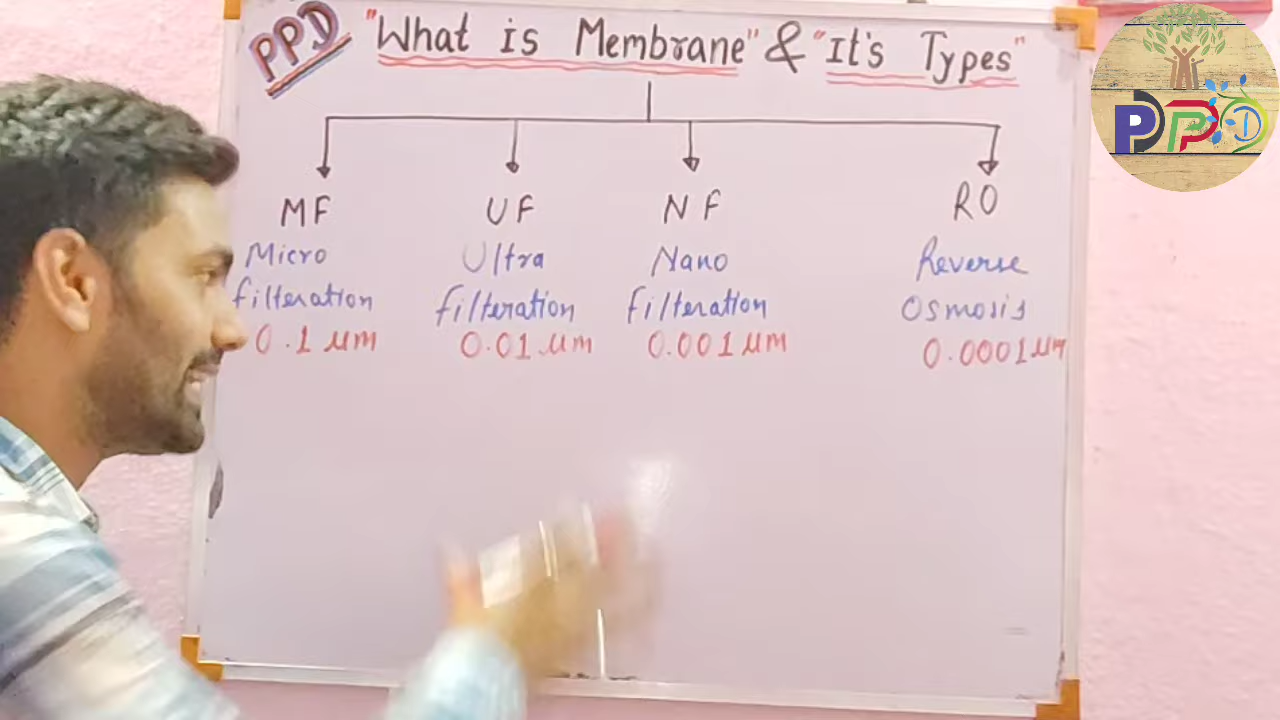 PPD "What is Membrane" & "It's Types"
MF
Micro
filteration
0.1 µm
UF
Ultra
filteration
0.01 µm
NF
Nano
filteration
0.001 µm
RO
Reverse
Osmosis
0.0001 µm
PPD